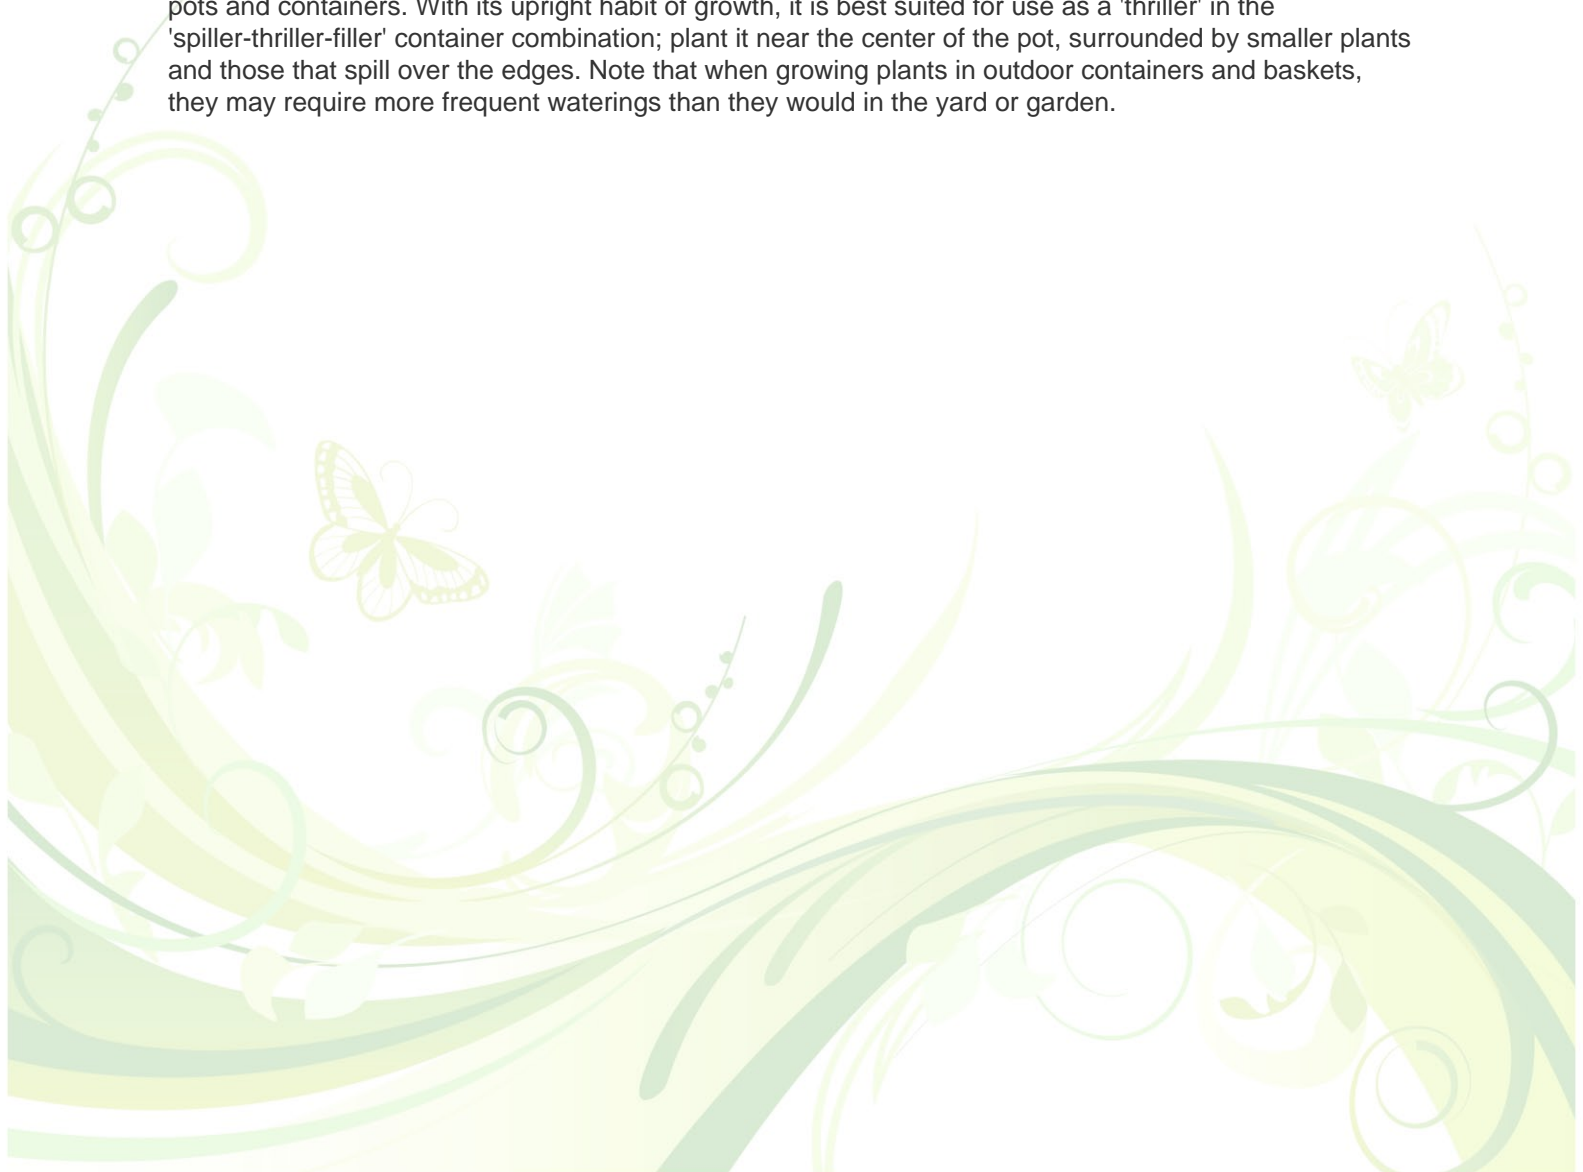 pots and containers. With its upright habit of growth, it is best suited for use as a 'thriller' in the
'spiller-thriller-filler' container combination; plant it near the center of the pot, surrounded by smaller plants
and those that spill over the edges. Note that when growing plants in outdoor containers and baskets,
they may require more frequent waterings than they would in the yard or garden.